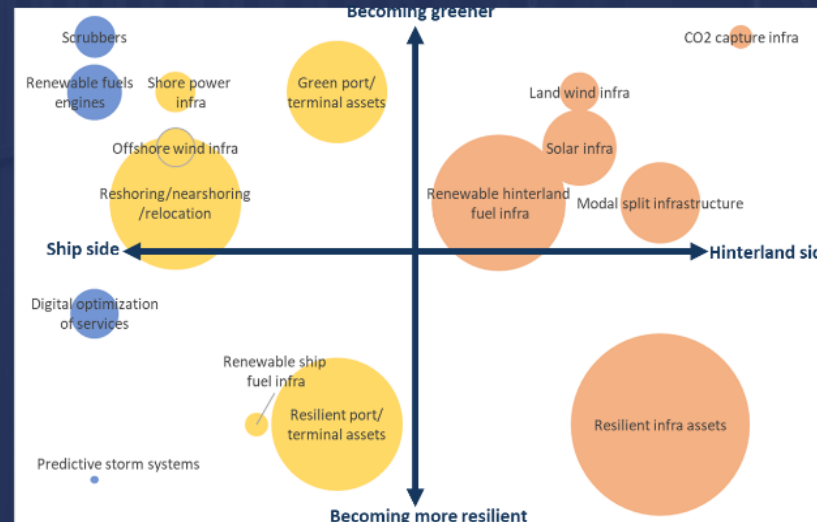 Becoming greener
Scrubbers
CO2 capture infra
Renewable fuels
engines
Shore power
infra
Green port/
terminal assets
Land wind infra
Offshore wind infra
Solar infra
Reshoring/nearshoring
/relocation
Renewable hinterland
fuel infra
Modal split infrastructure
Ship side
Hinterland sid
Digital optimization
of services
Renewable ship
fuel infra
Resilient port/
terminal assets
Resilient infra assets
Predictive storm systems
Becoming more resilient